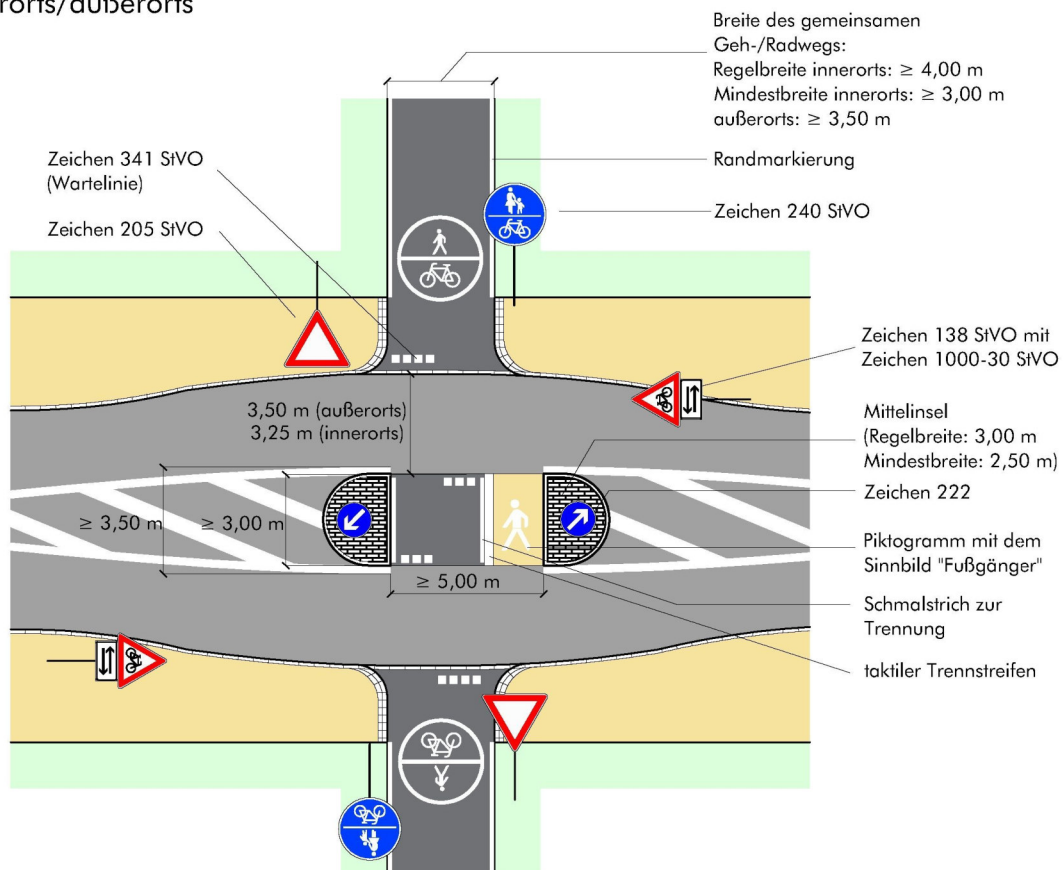 Breite des gemeinsamen
Geh-/Radwegs:
Regelbreite innerorts: ≥ 4,00 m
Mindestbreite innerorts: ≥ 3,00 m
außerorts: ≥ 3,50 m
Randmarkierung
Zeichen 240 StVO
Zeichen 341 StVO
(Wartelinie)
Zeichen 205 StVO
Zeichen 138 StVO mit
Zeichen 1000-30 StVO
3,50 m (außerorts)
3,25 m (innerorts)
Mittelinsel
(Regelbreite: 3,00 m
Mindestbreite: 2,50 m)
Zeichen 222
≥ 3,50 m
≥ 3,00 m
≥ 5,00 m
Piktogramm mit dem
Sinnbild "Fußgänger"
Schmalstrich zur
Trennung
taktiler Trennstreifen